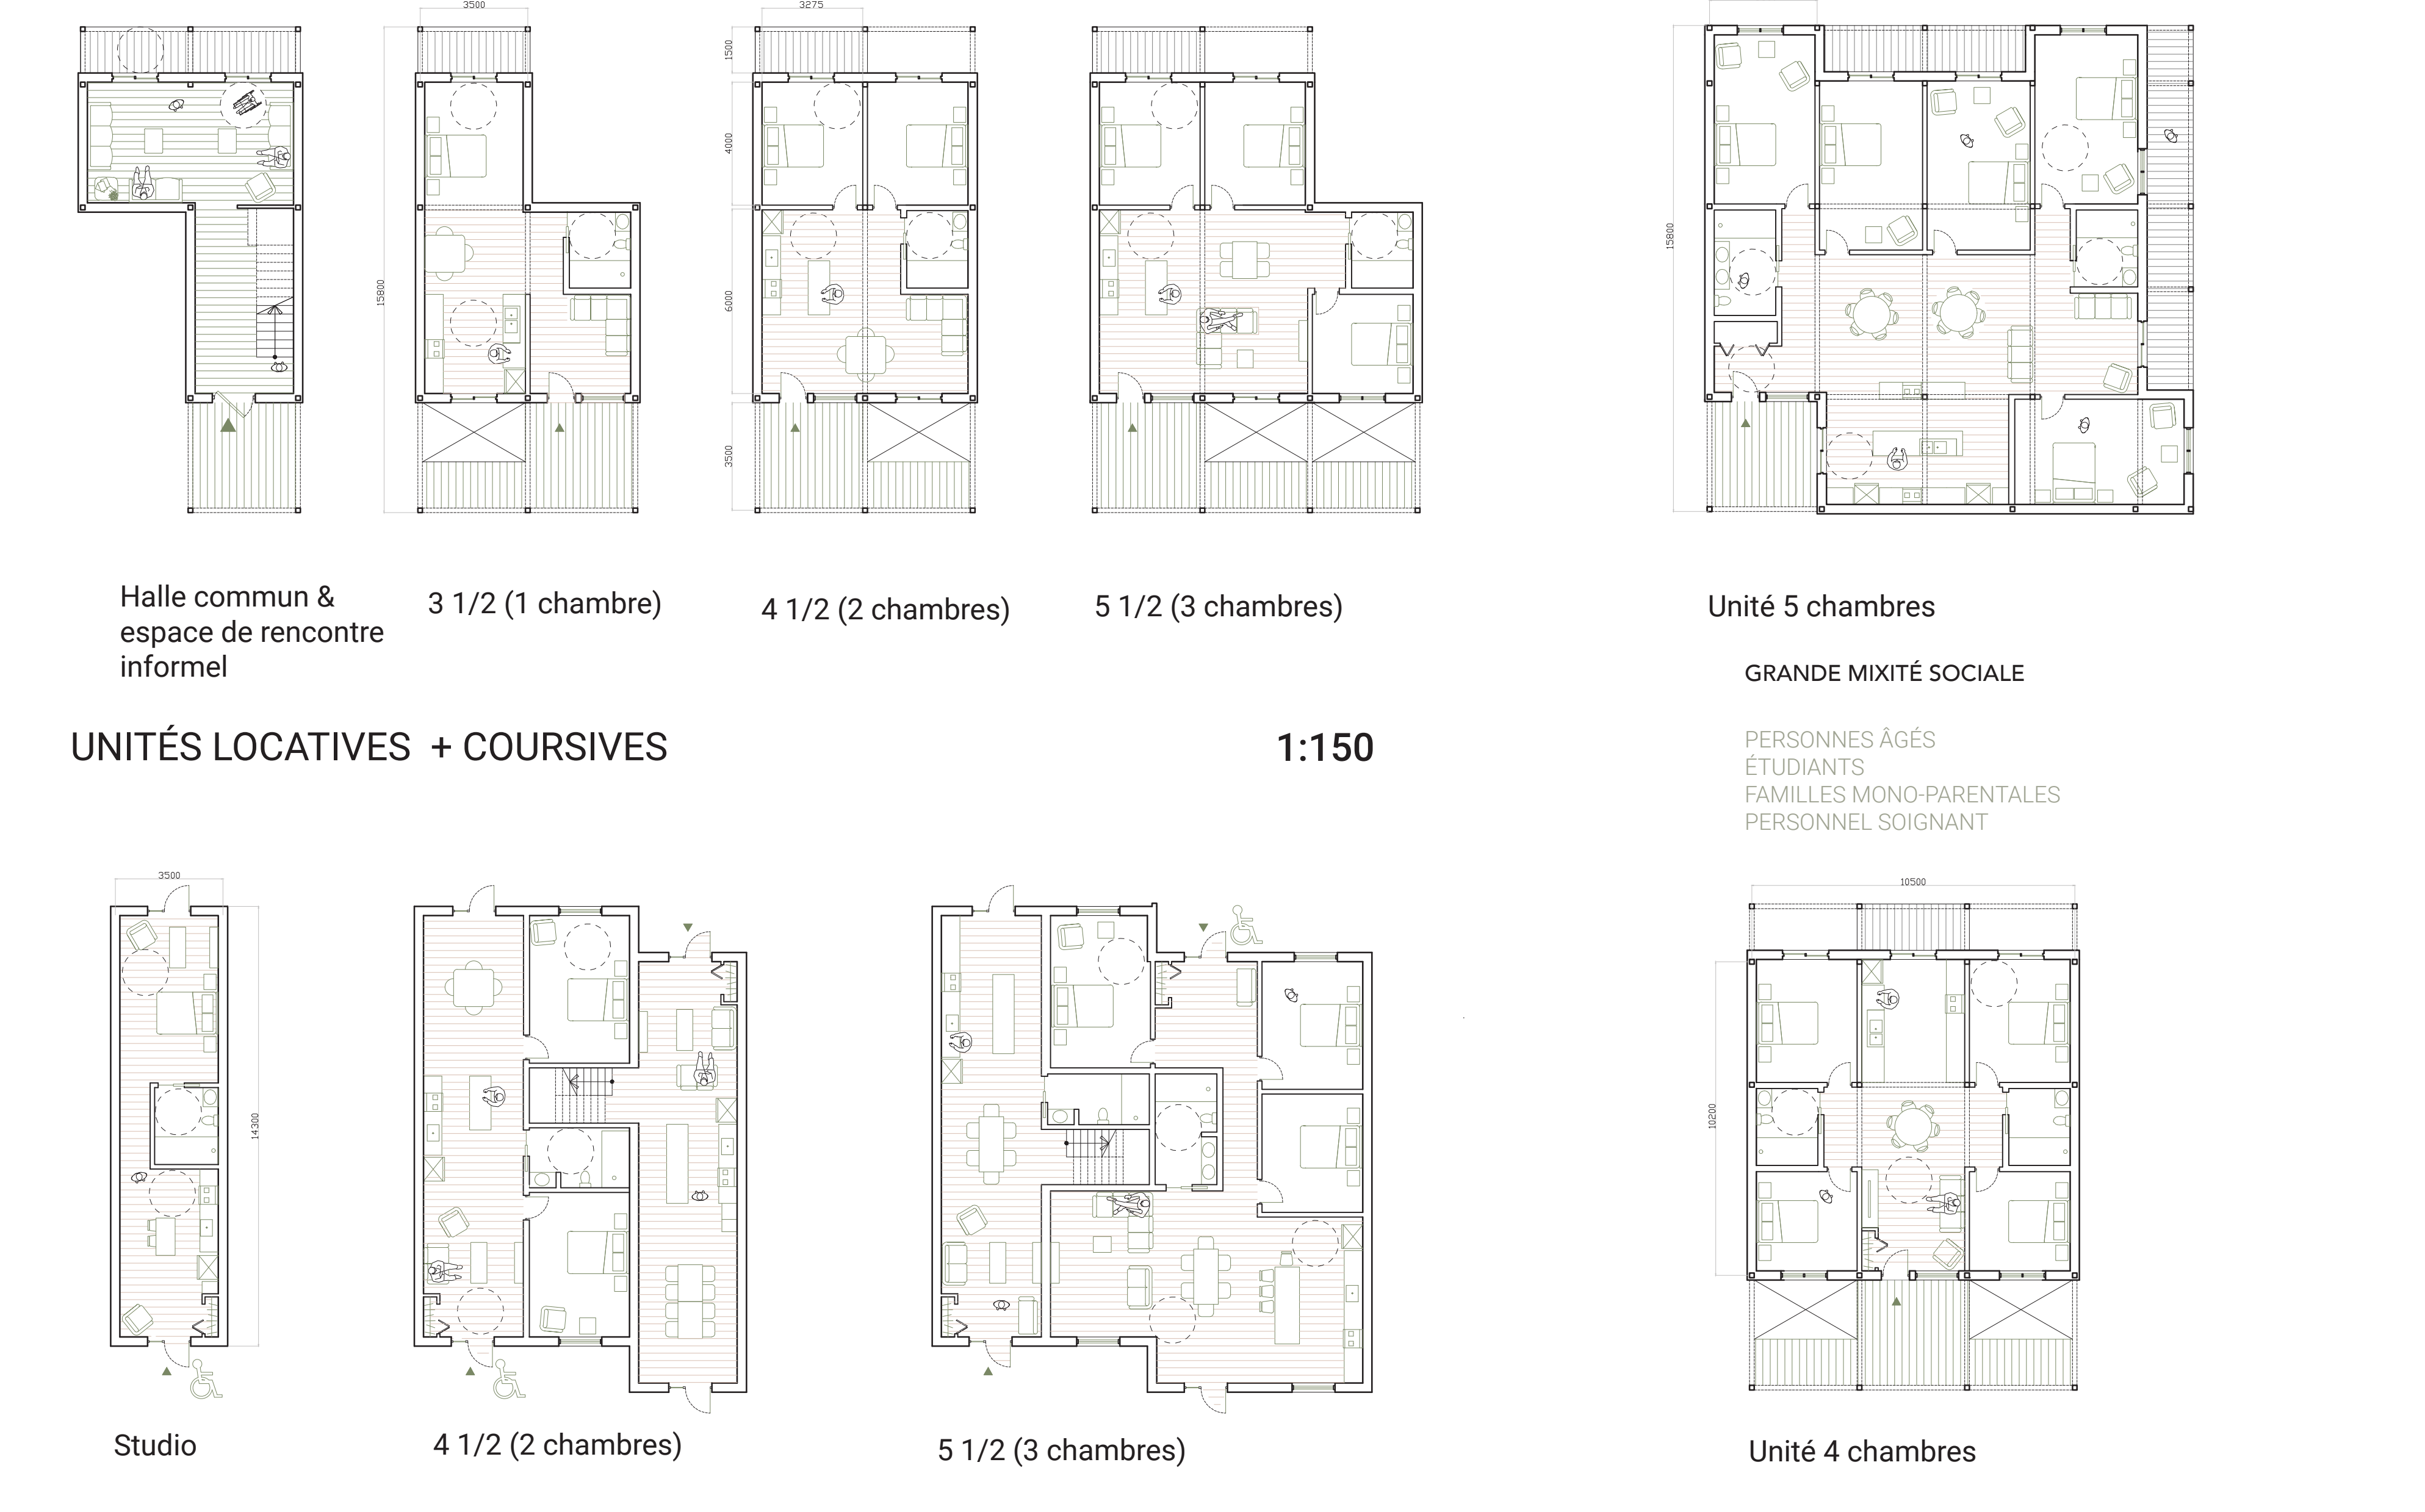 3500
3275
1500
4000
6000
3500
15800
15800
Halle commun &
espace de rencontre
informel
3 1/2 (1 chambre)
4 1/2 (2 chambres)
5 1/2 (3 chambres)
Unité 5 chambres
GRANDE MIXITÉ SOCIALE
UNITÉS LOCATIVES + COURSIVES
1:150
PERSONNES ÂGÉS
ÉTUDIANTS
FAMILLES MONO-PARENTALES
PERSONNEL SOIGNANT
3500
14300
10500
10200
Studio
4 1/2 (2 chambres)
5 1/2 (3 chambres)
Unité 4 chambres